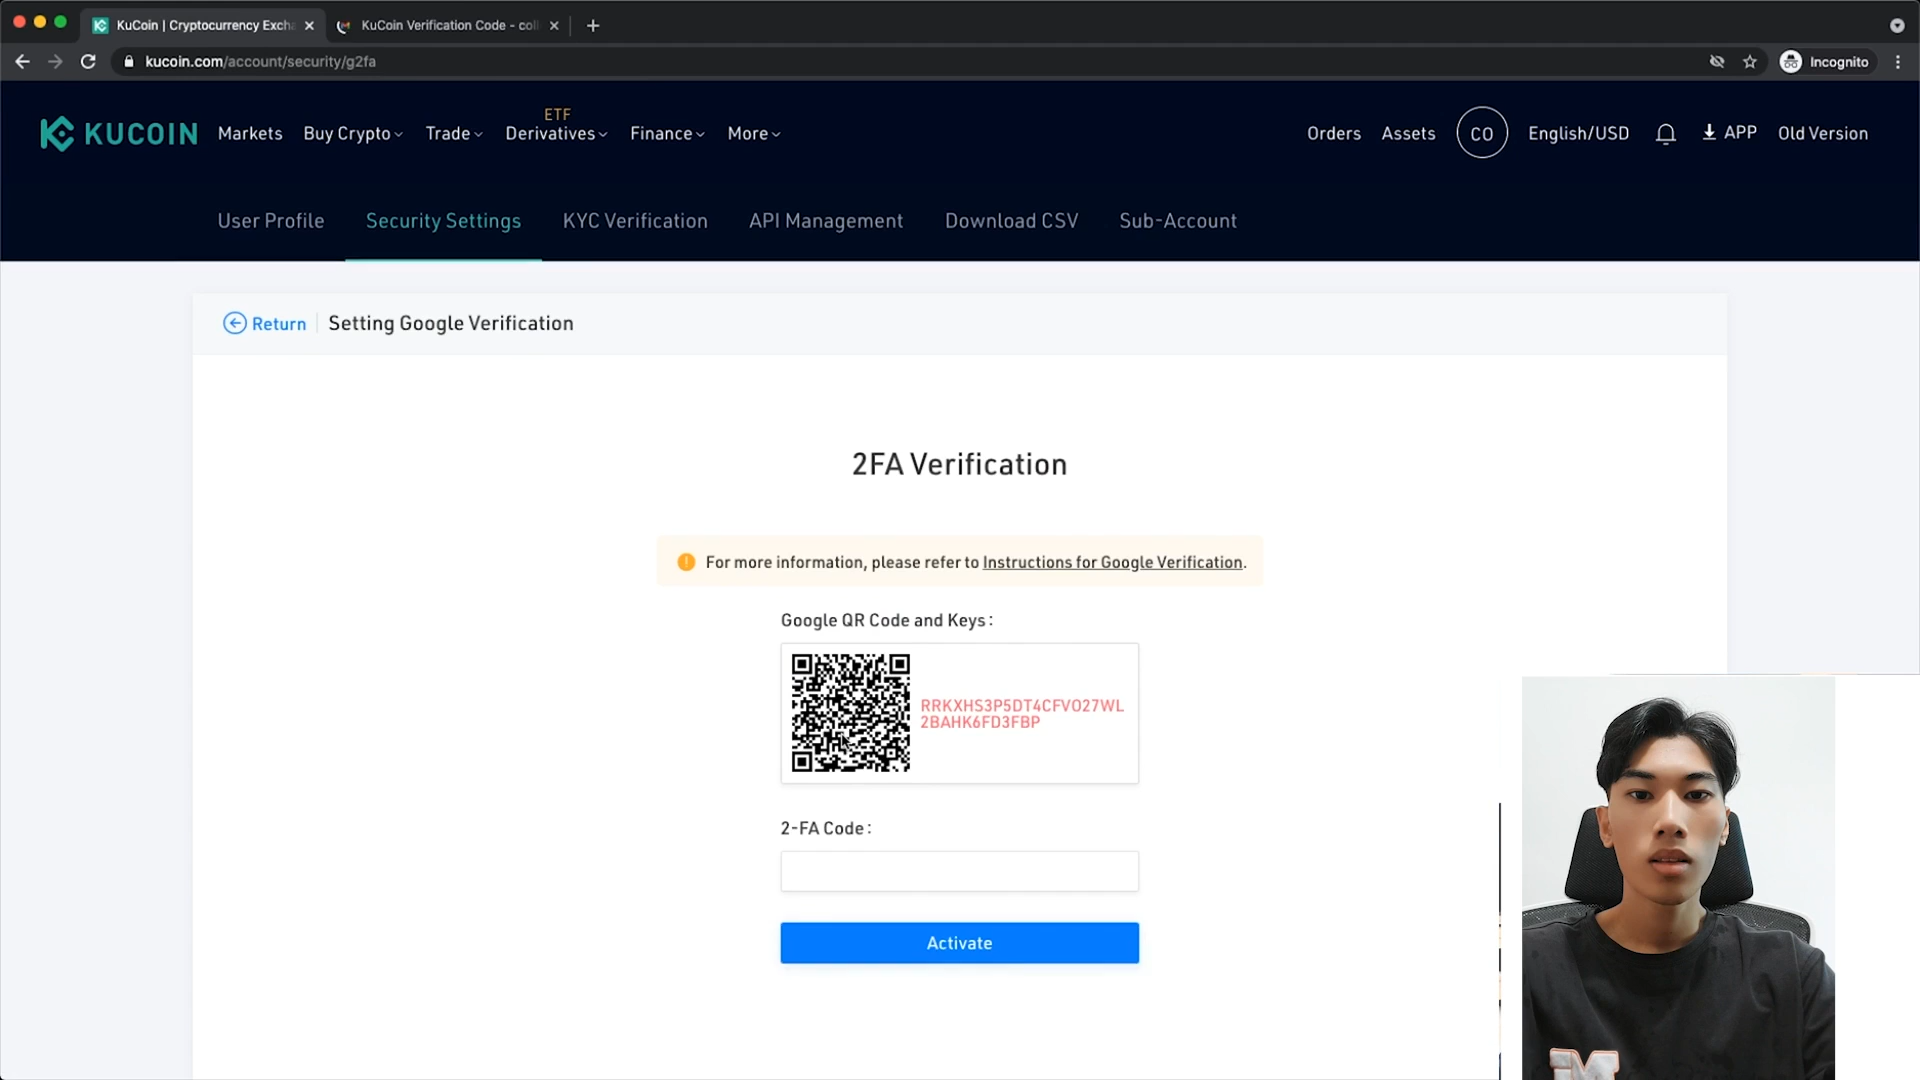 KuCoin | Cryptocurrency Excha
KuCoin Verification Code - coli
kucoin.com/account/security/g2fa
Incognito
KUCOIN
Markets
Buy Crypto
Trade
ETF
Derivatives
Finance
More
Orders
Assets
CO
English/USD
APP
Old Version
User Profile
Security Settings
KYC Verification
API Management
Download CSV
Sub-Account
Return
Setting Google Verification
2FA Verification
For more information, please refer to Instructions for Google Verification.
Google QR Code and Keys:
RRKXHS3P5DT4CFVO27WL
2BAHK6FD3FBP
2-FA Code:
Activate